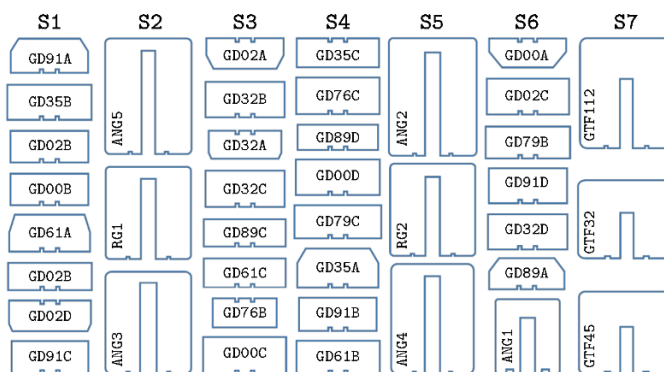 S1 S2 S3 S4 S5 S6 S7
GD91A
GD35B
GD02B
GD00B
GD61A
GD02B
GD02D
GD91C
ANG5
RG1
ANG3
GD02A
GD32B
GD32A
GD32C
GD89C
GD61C
GD76B
GD00C
GD35C
GD76C
GD89D
GD00D
GD79C
GD35A
GD91B
GD61B
ANG2
RG2
ANG4
GD00A
GD02C
GD79B
GD91D
GD32D
GD89A
ANG1
GTF112
GTF32
GTF45